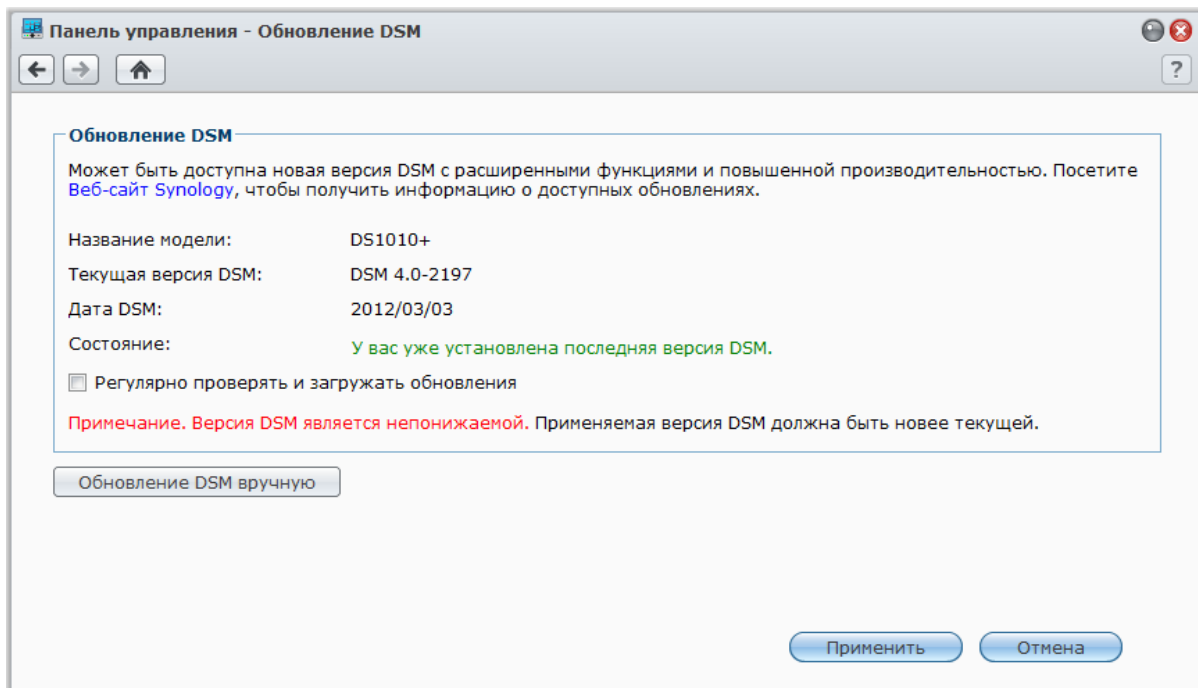 Панель управления - Обновление DSM
?
Обновление DSM
Может быть доступна новая версия DSM с расширенными функциями и повышенной производительностью. Посетите
Веб-сайт Synology, чтобы получить информацию о доступных обновлениях.
Название модели: DS1010+
Текущая версия DSM: DSM 4.0-2197
Дата DSM: 2012/03/03
Состояние: У вас уже установлена последняя версия DSM.
Регулярно проверять и загружать обновления
Примечание. Версия DSM является непонижаемой. Применяемая версия DSM должна быть новее текущей.
Обновление DSM вручную
Применить Отмена